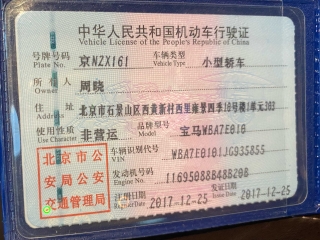 中华人民共和国机动车行驶证
Vehicle License of the People's Republic of China
号牌号码 京NZX161 车辆类型 小型轿车
Plate No. Vehicle Type
所有人 周晓
Owner
住址 北京市石景山区西黄新村西里雍景四季16号楼1单元303
Address
使用性质 非营运 品牌型号 宝马WBA7E010
Use Character Model
车辆识别代号 WBA7E0101JG935855
VIN
发动机号码 11695088B48B20B
Engine No.
注册日期 2017-12-25 发证日期 2017-12-25
Register Date Issue Date
北京市公
安局公安
交通管理局